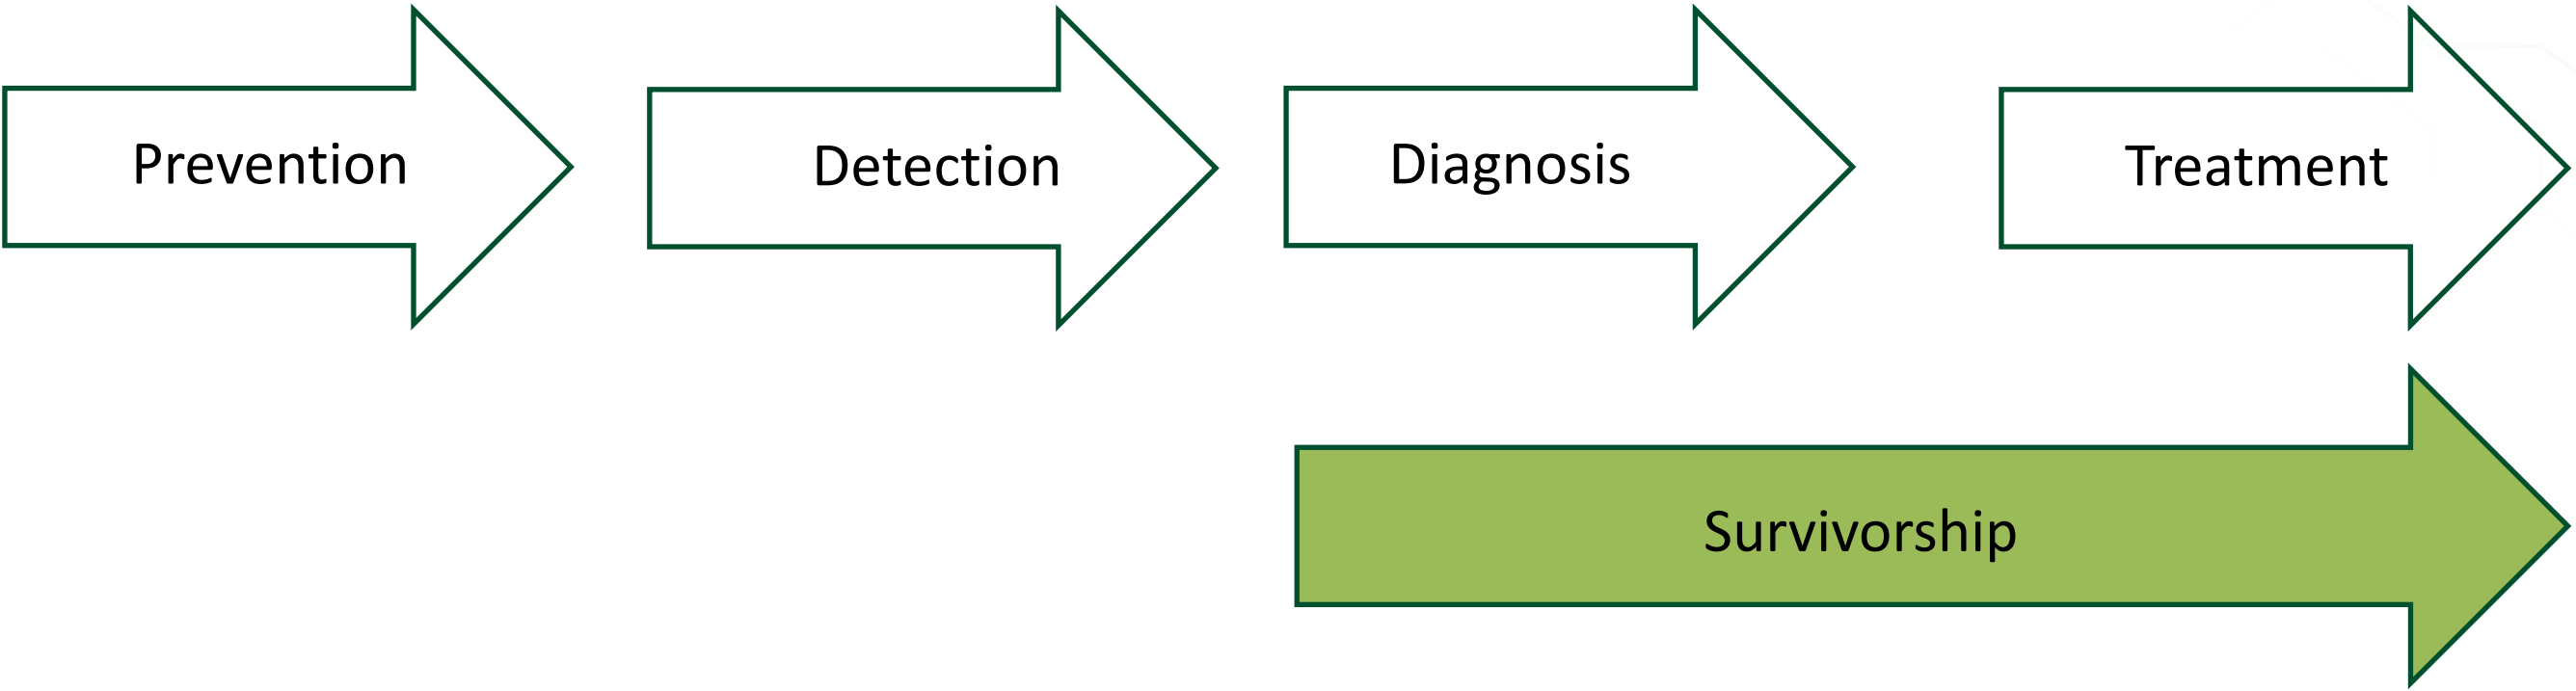 Prevention
Detection
Diagnosis
Treatment
Survivorship